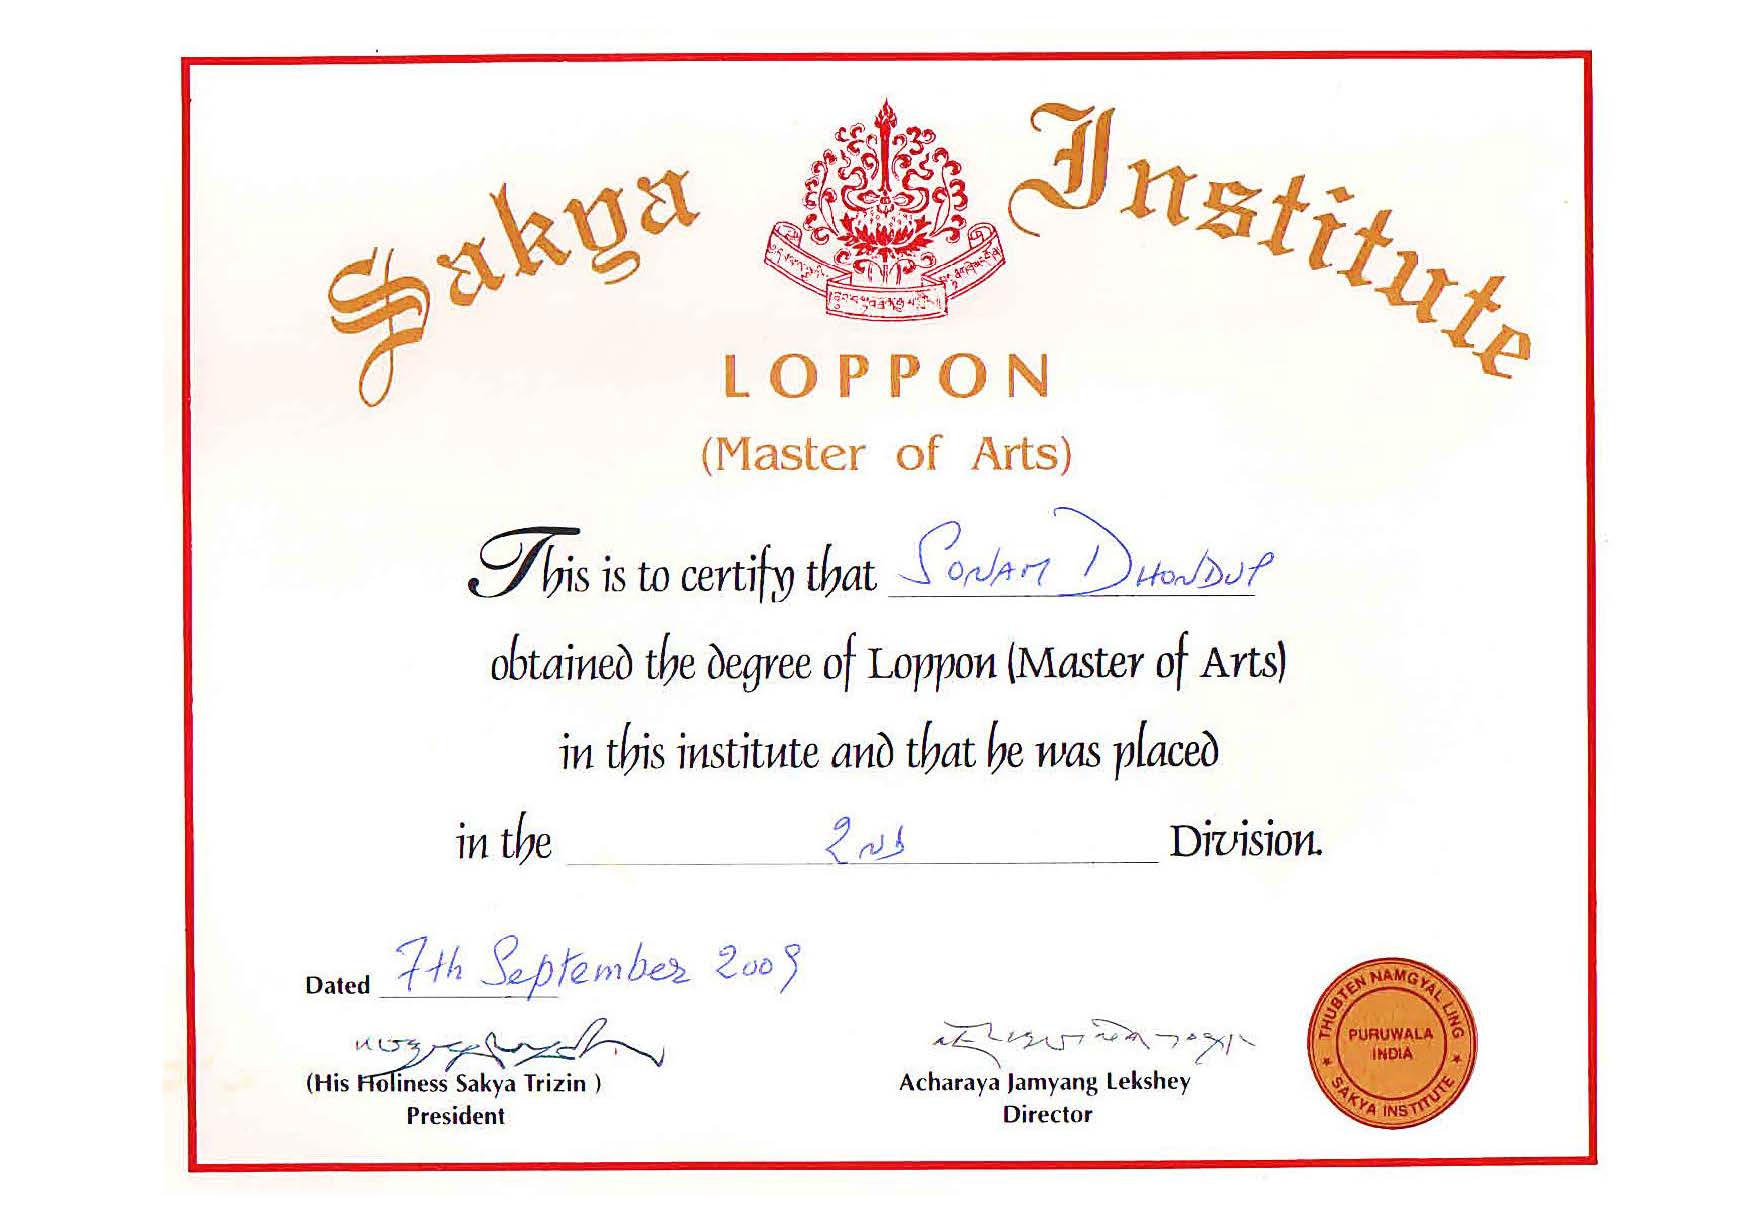 Sakya Institute
LOPPON
(Master of Arts)
This is to certify that SONAM DHONDUP
obtained the degree of Loppon (Master of Arts)
in this institute and that he was placed
in the 2nd Division.
Dated 7th September 2009
(His Holiness Sakya Trizin )
President
Acharaya Jamyang Lekshey
Director
THUBTEN NAMGYAL LING
PURUWALA
INDIA
★ SAKYA INSTITUTE ★